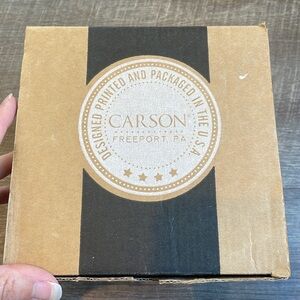 DESIGNED PRINTED AND PACKAGED IN THE U.S.A.
CARSON
FREEPORT, PA